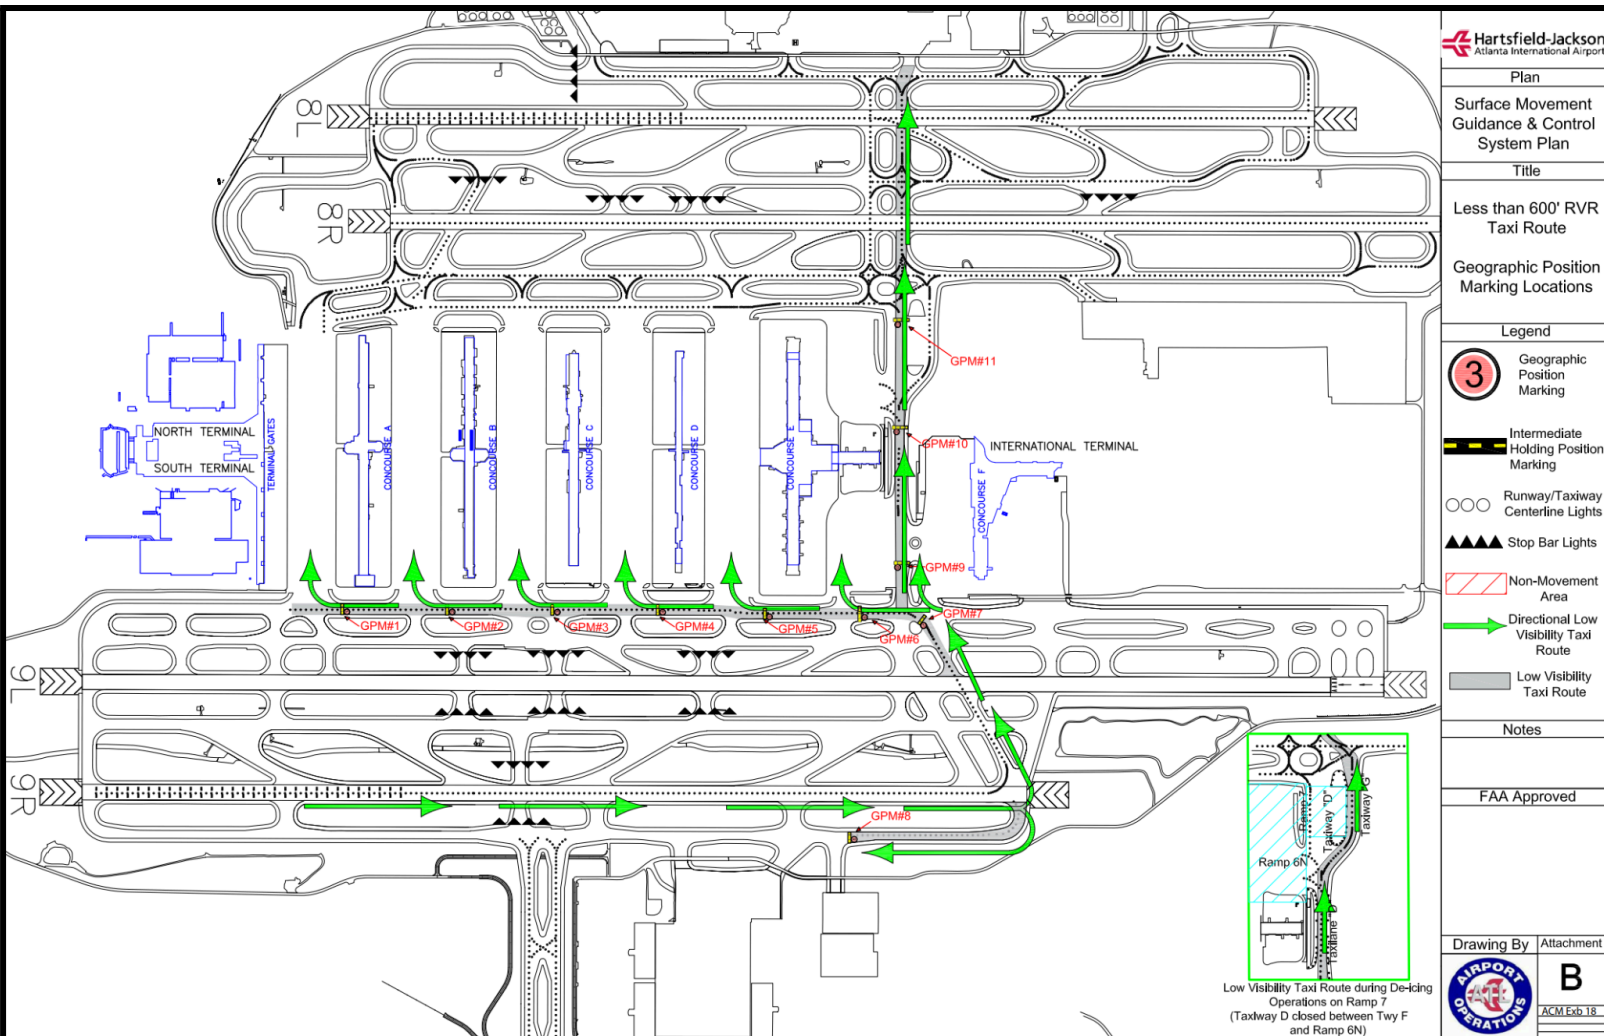 8L
8R
9L
9R
NORTH TERMINAL
SOUTH TERMINAL
TERMINAL GATES
CONCOURSE A
CONCOURSE B
CONCOURSE C
CONCOURSE D
CONCOURSE E
CONCOURSE F
INTERNATIONAL TERMINAL
GPM#11
GPM#10
GPM#9
GPM#1
GPM#2
GPM#3
GPM#4
GPM#5
GPM#6
GPM#7
GPM#8
Ramp 7
Taxiway "D"
Taxiway "G"
Ramp 6N
Taxilane "D"
Low Visibility Taxi Route during De-icing
Operations on Ramp 7
(Taxiway D closed between Twy F
and Ramp 6N)
Hartsfield-Jackson
Atlanta International Airport
Plan
Surface Movement
Guidance & Control
System Plan
Title
Less than 600' RVR
Taxi Route
Geographic Position
Marking Locations
Legend
3
Geographic
Position
Marking
Intermediate
Holding Position
Marking
Runway/Taxiway
Centerline Lights
Stop Bar Lights
Non-Movement
Area
Directional Low
Visibility Taxi
Route
Low Visibility
Taxi Route
Notes
FAA Approved
Drawing By
Attachment
AIRPORT
ATL
OPERATIONS
B
ACM Exb 18